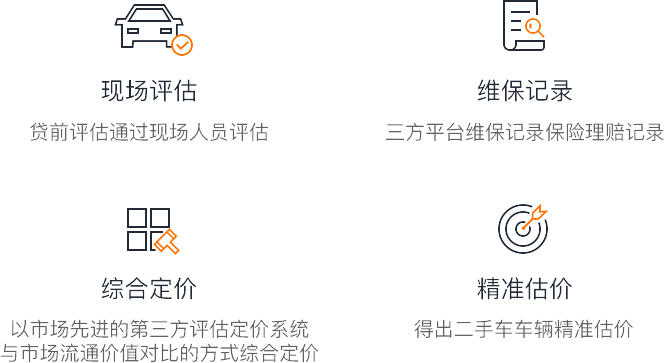 现场评估
维保记录
贷前评估通过现场人员评估
三方平台维保记录保险理赔记录
综合定价
精准估价
以市场先进的第三方评估定价系统
与市场流通价值对比的方式综合定价
得出二手车车辆精准估价